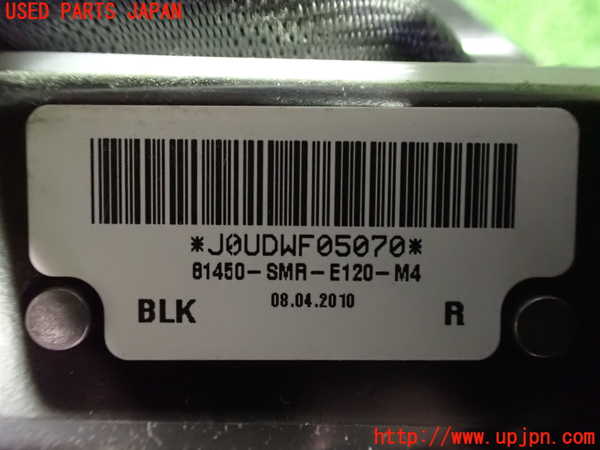 USED PARTS JAPAN
*J0UDWF05070*
81450-SMR-E120-M4
08.04.2010
BLK R
http://www.upjpn.com/